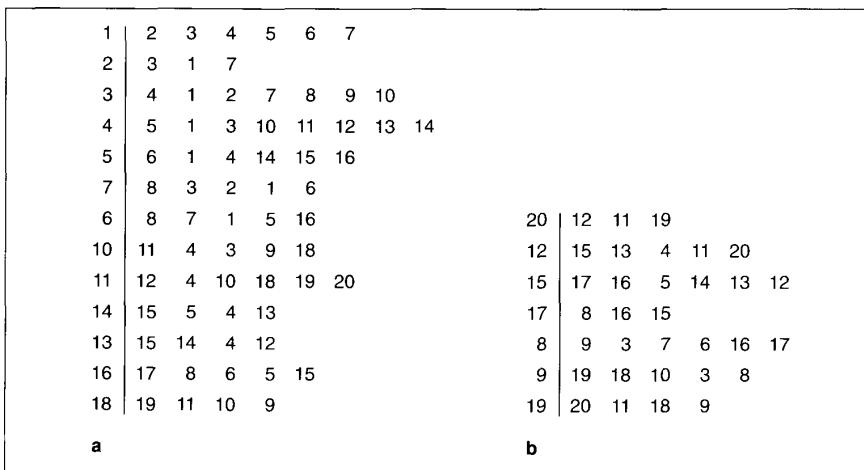 1 | 2 3 4 5 6 7
2 | 3 1 7
3 | 4 1 2 7 8 9 10
4 | 5 1 3 10 11 12 13 14
5 | 6 1 4 14 15 16
7 | 8 3 2 1 6
6 | 8 7 1 5 16
10 | 11 4 3 9 18
11 | 12 4 10 18 19 20
14 | 15 5 4 13
13 | 15 14 4 12
16 | 17 8 6 5 15
18 | 19 11 10 9
a
20 | 12 11 19
12 | 15 13 4 11 20
15 | 17 16 5 14 13 12
17 | 8 16 15
8 | 9 3 7 6 16 17
9 | 19 18 10 3 8
19 | 20 11 18 9
b